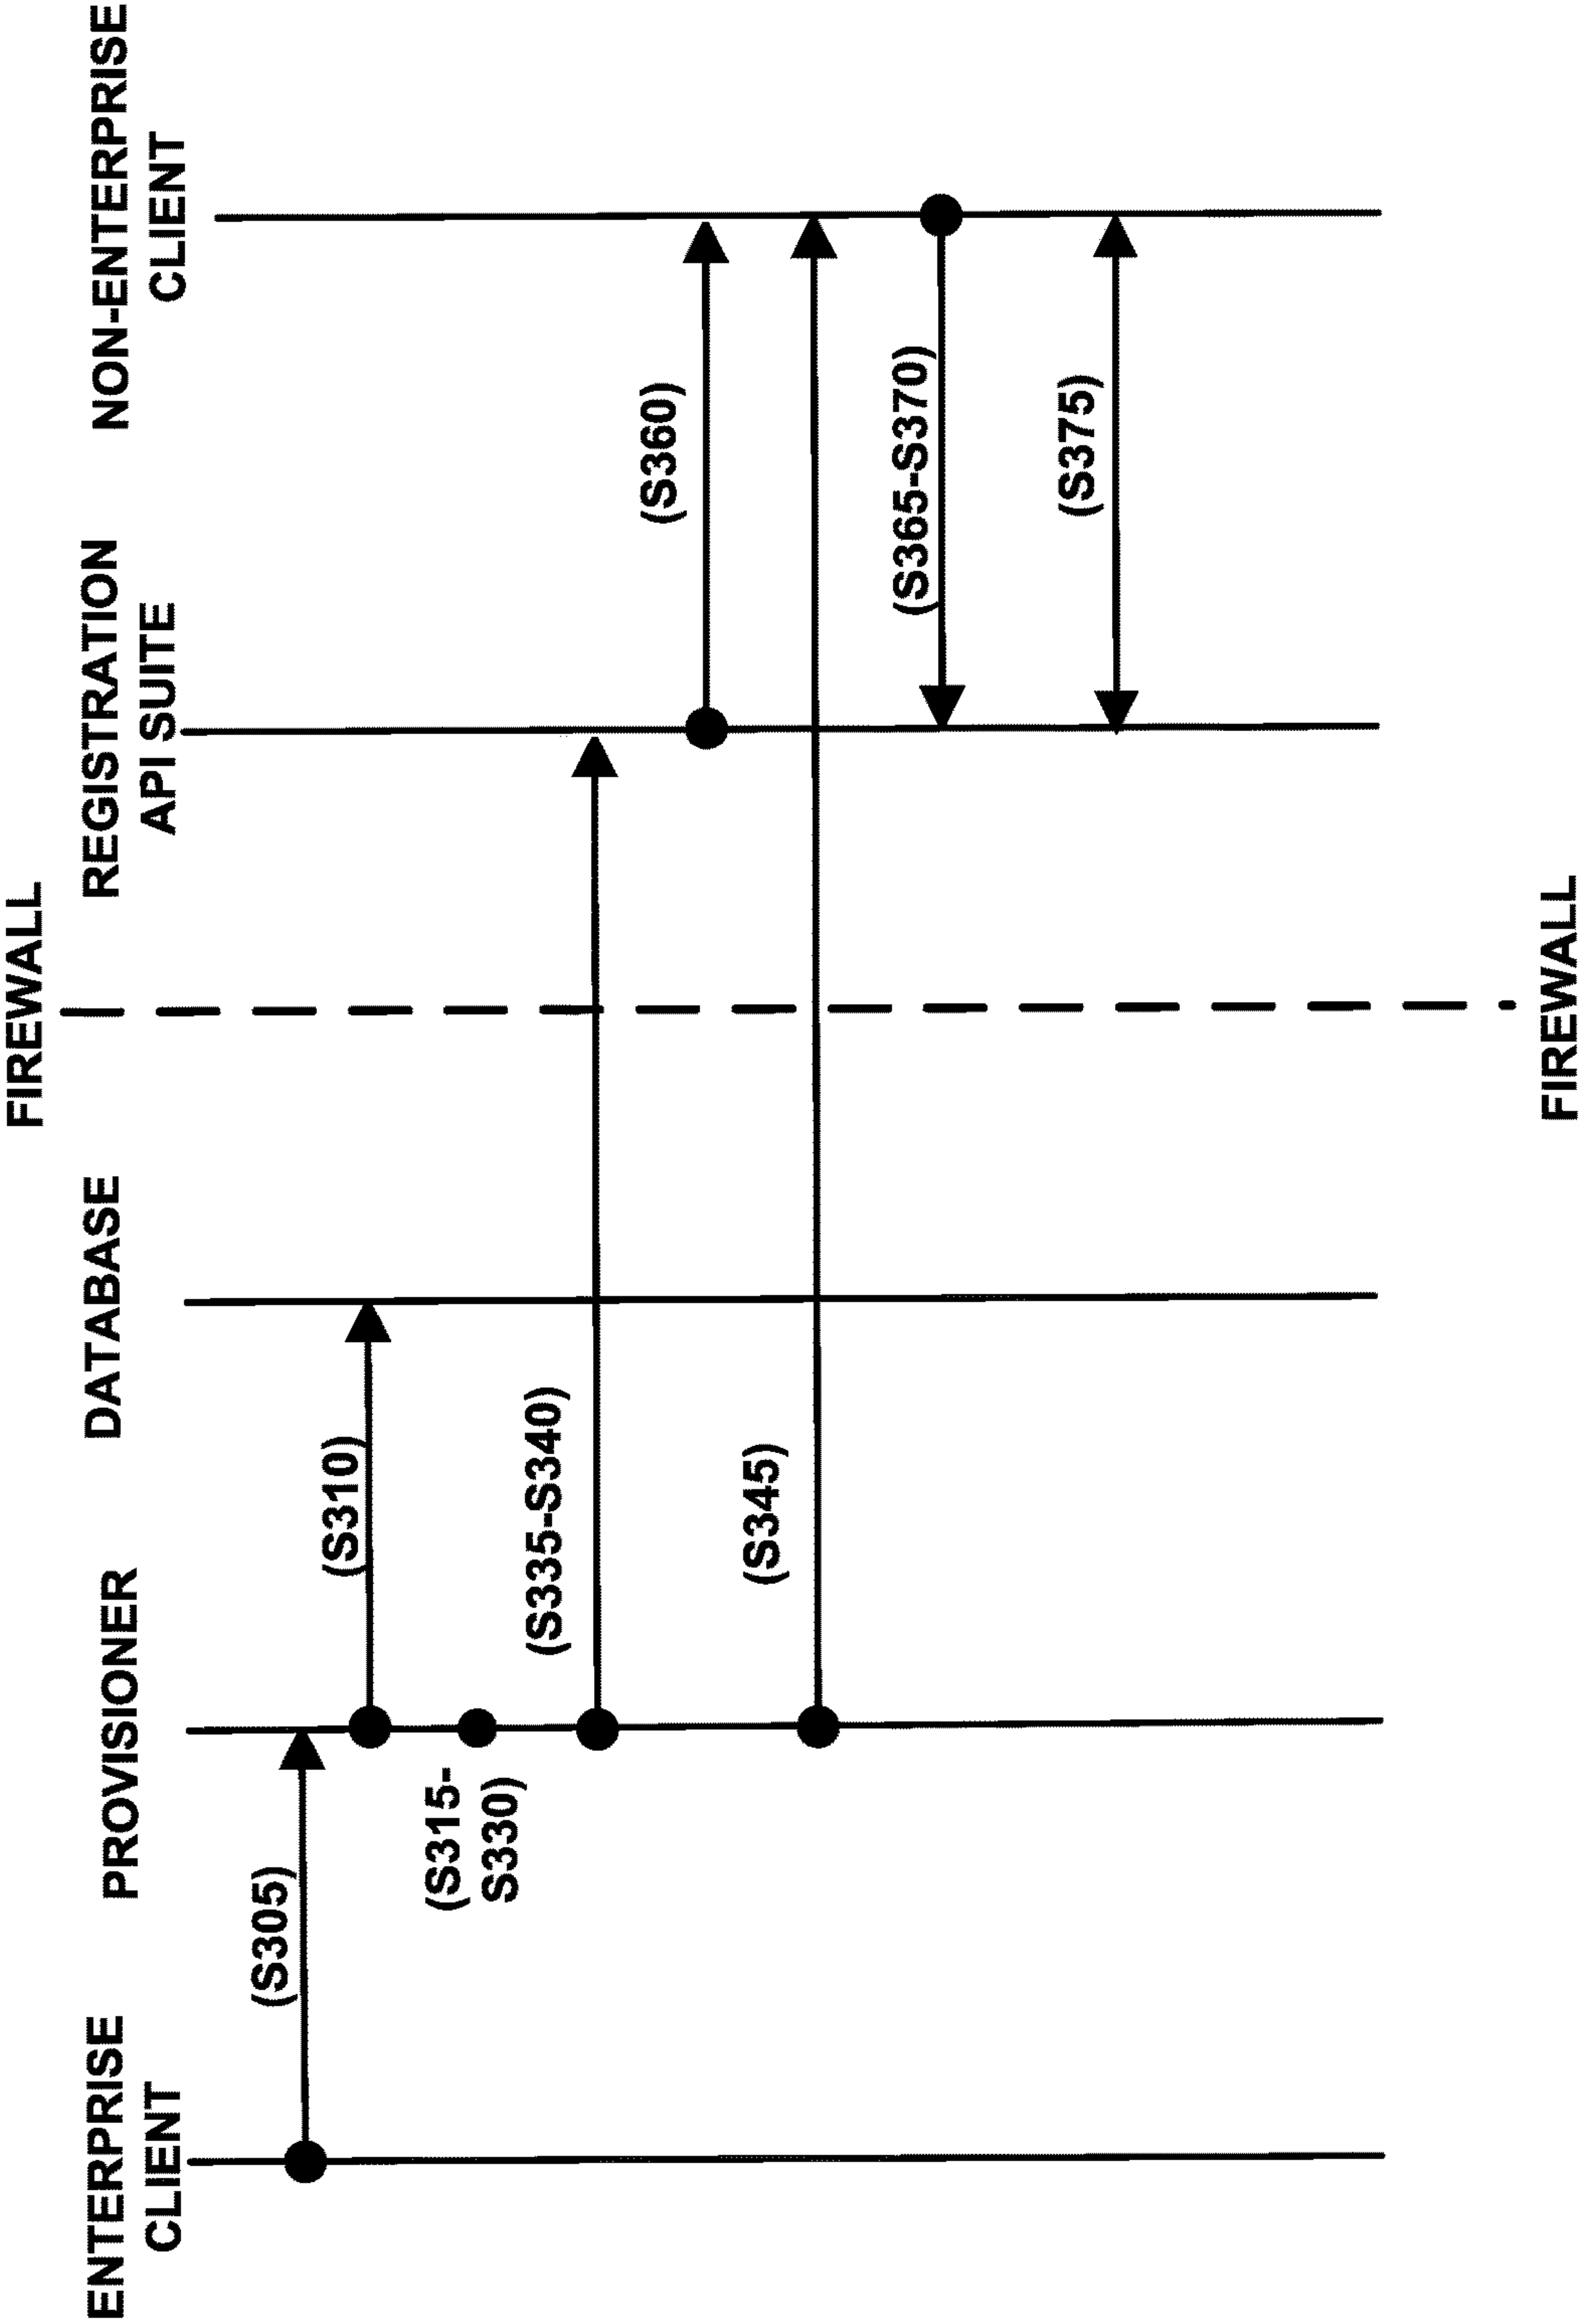 FIREWALL
ENTERPRISE
CLIENT
PROVISIONER
DATABASE
REGISTRATION
API SUITE
NON-ENTERPRISE
CLIENT
(S305)
(S310)
(S315-
S330)
(S335-S340)
(S360)
(S345)
(S365-S370)
(S375)
FIREWALL